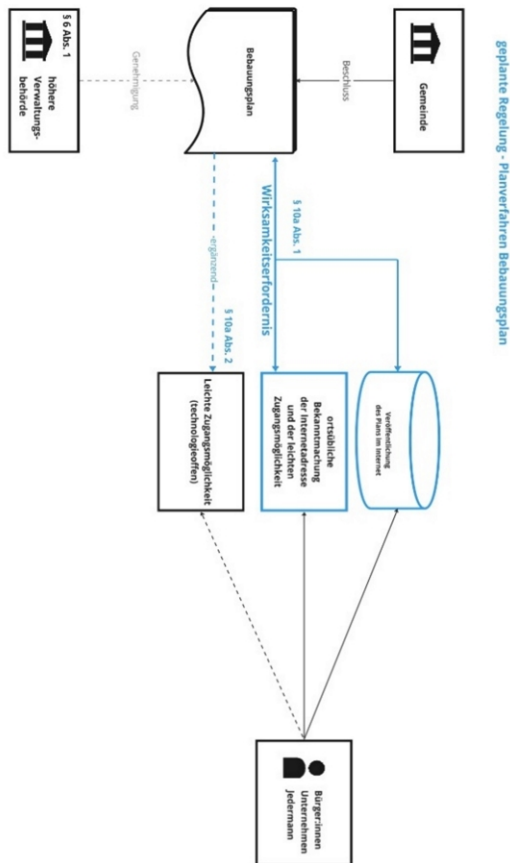 geplante Regelung - Planverfahren Bebauungsplan
Gemeinde
Beschluss
Bebauungsplan
Genehmigung
§ 6 Abs. 1
höhere
Verwaltungs-
behörde
§ 10a Abs. 1
Wirksamkeitserfordernis
-ergänzend
§ 10a Abs. 2
Veröffentlichung
des Plans im Internet
ortsübliche
Bekanntmachung
der Internetadresse
und der leichten
Zugangsmöglichkeit
Leichte Zugangsmöglichkeit
(technologieoffen)
Bürger:innen
Unternehmen
Jedermann